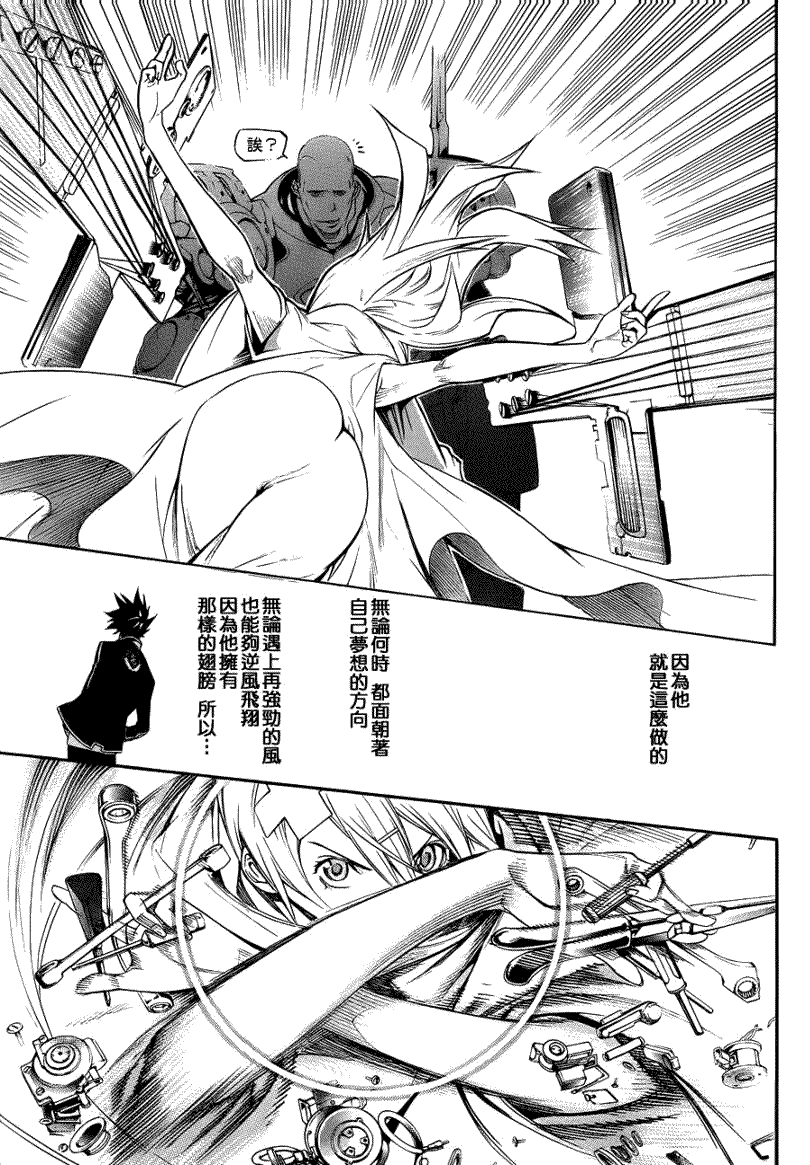 誒？
因為他
就是這麼做的
無論何時 都面朝著
自己夢想的方向
無論遇上再強勁的風
也能夠逆風飛翔
因為他擁有
那樣的翅膀 所以…